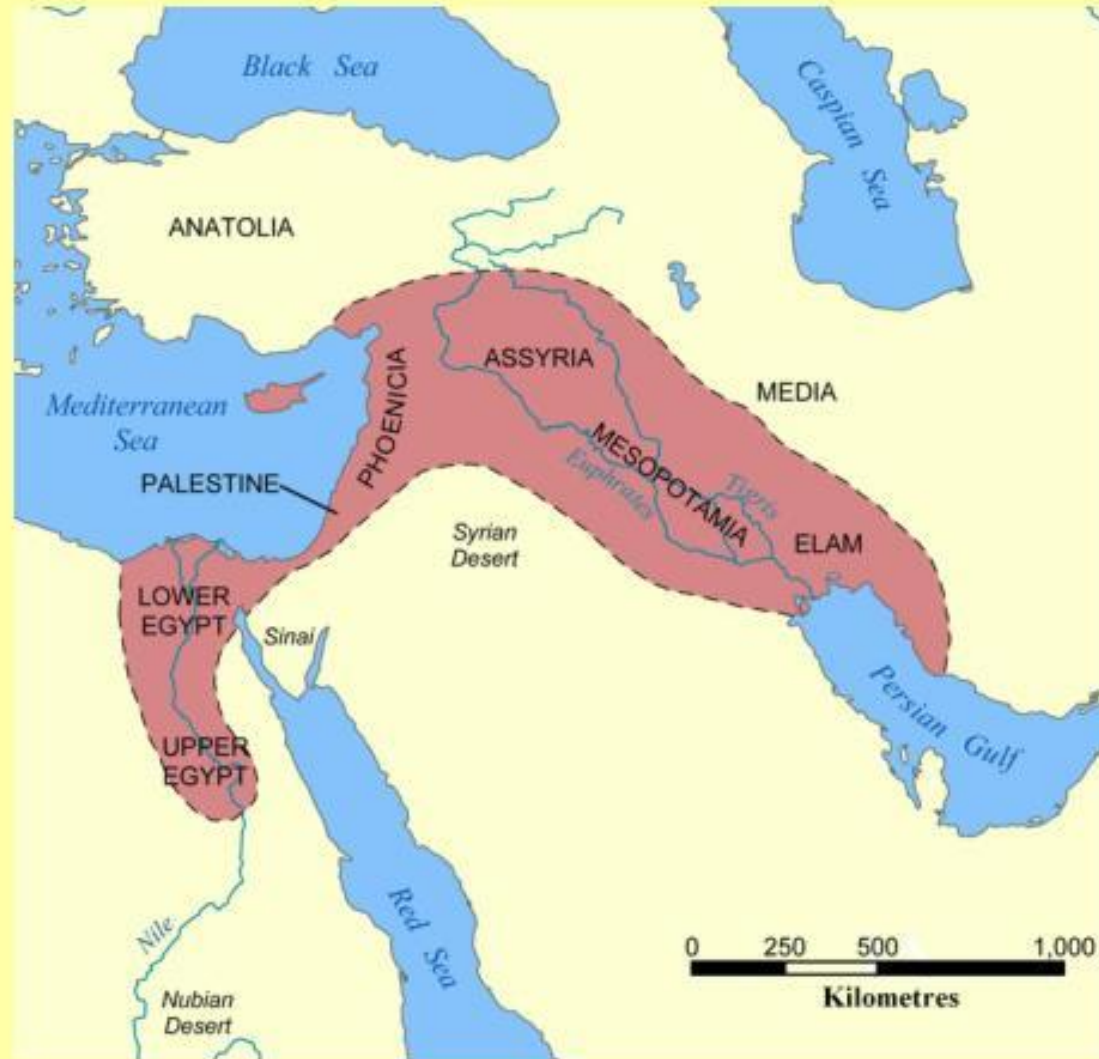 Black Sea
Caspian
Sea
ANATOLIA
ASSYRIA
MEDIA
PHOENICIA
Mediterranean
Sea
MESOPOTAMIA
Tigris
Euphrates
PALESTINE
Syrian
Desert
ELAM
LOWER
EGYPT
Sinai
Persian Gulf
UPPER
EGYPT
Red Sea
Nile
Nubian
Desert
0 250 500 1,000
Kilometres